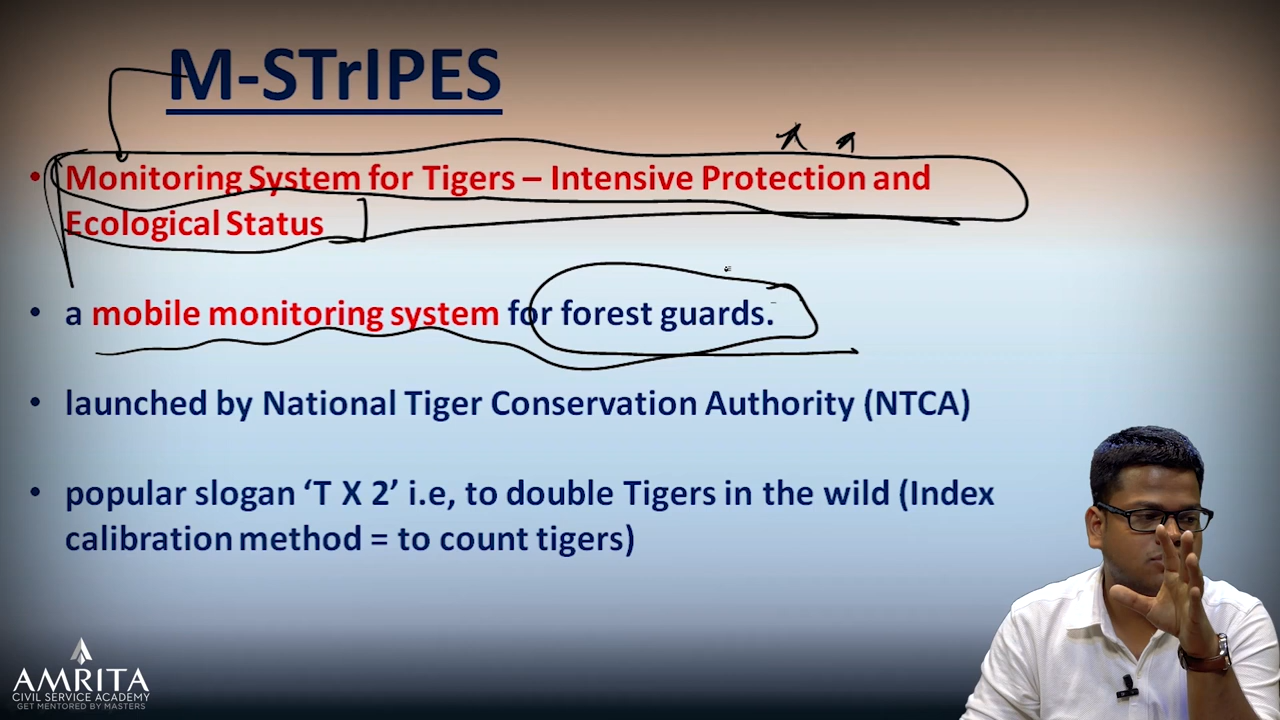 M-STrIPES
• Monitoring System for Tigers – Intensive Protection and
Ecological Status
• a mobile monitoring system for forest guards.
• launched by National Tiger Conservation Authority (NTCA)
• popular slogan ‘T X 2’ i.e, to double Tigers in the wild (Index
calibration method = to count tigers)
AMRITA
CIVIL SERVICE ACADEMY
GET MENTORED BY MASTERS